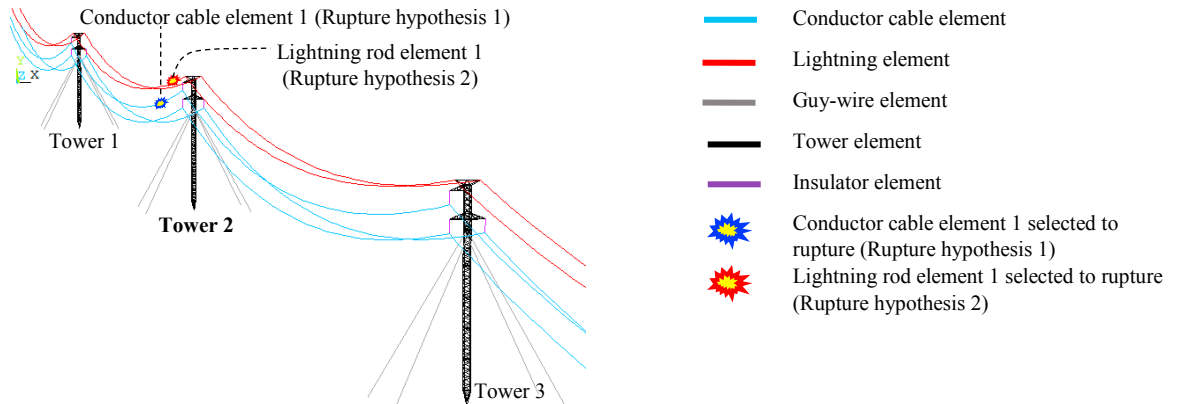 Conductor cable element 1 (Rupture hypothesis 1)
Lightning rod element 1
(Rupture hypothesis 2)
Y
Z X
Tower 1
Tower 2
Tower 3
Conductor cable element
Lightning element
Guy-wire element
Tower element
Insulator element
Conductor cable element 1 selected to
rupture (Rupture hypothesis 1)
Lightning rod element 1 selected to rupture
(Rupture hypothesis 2)